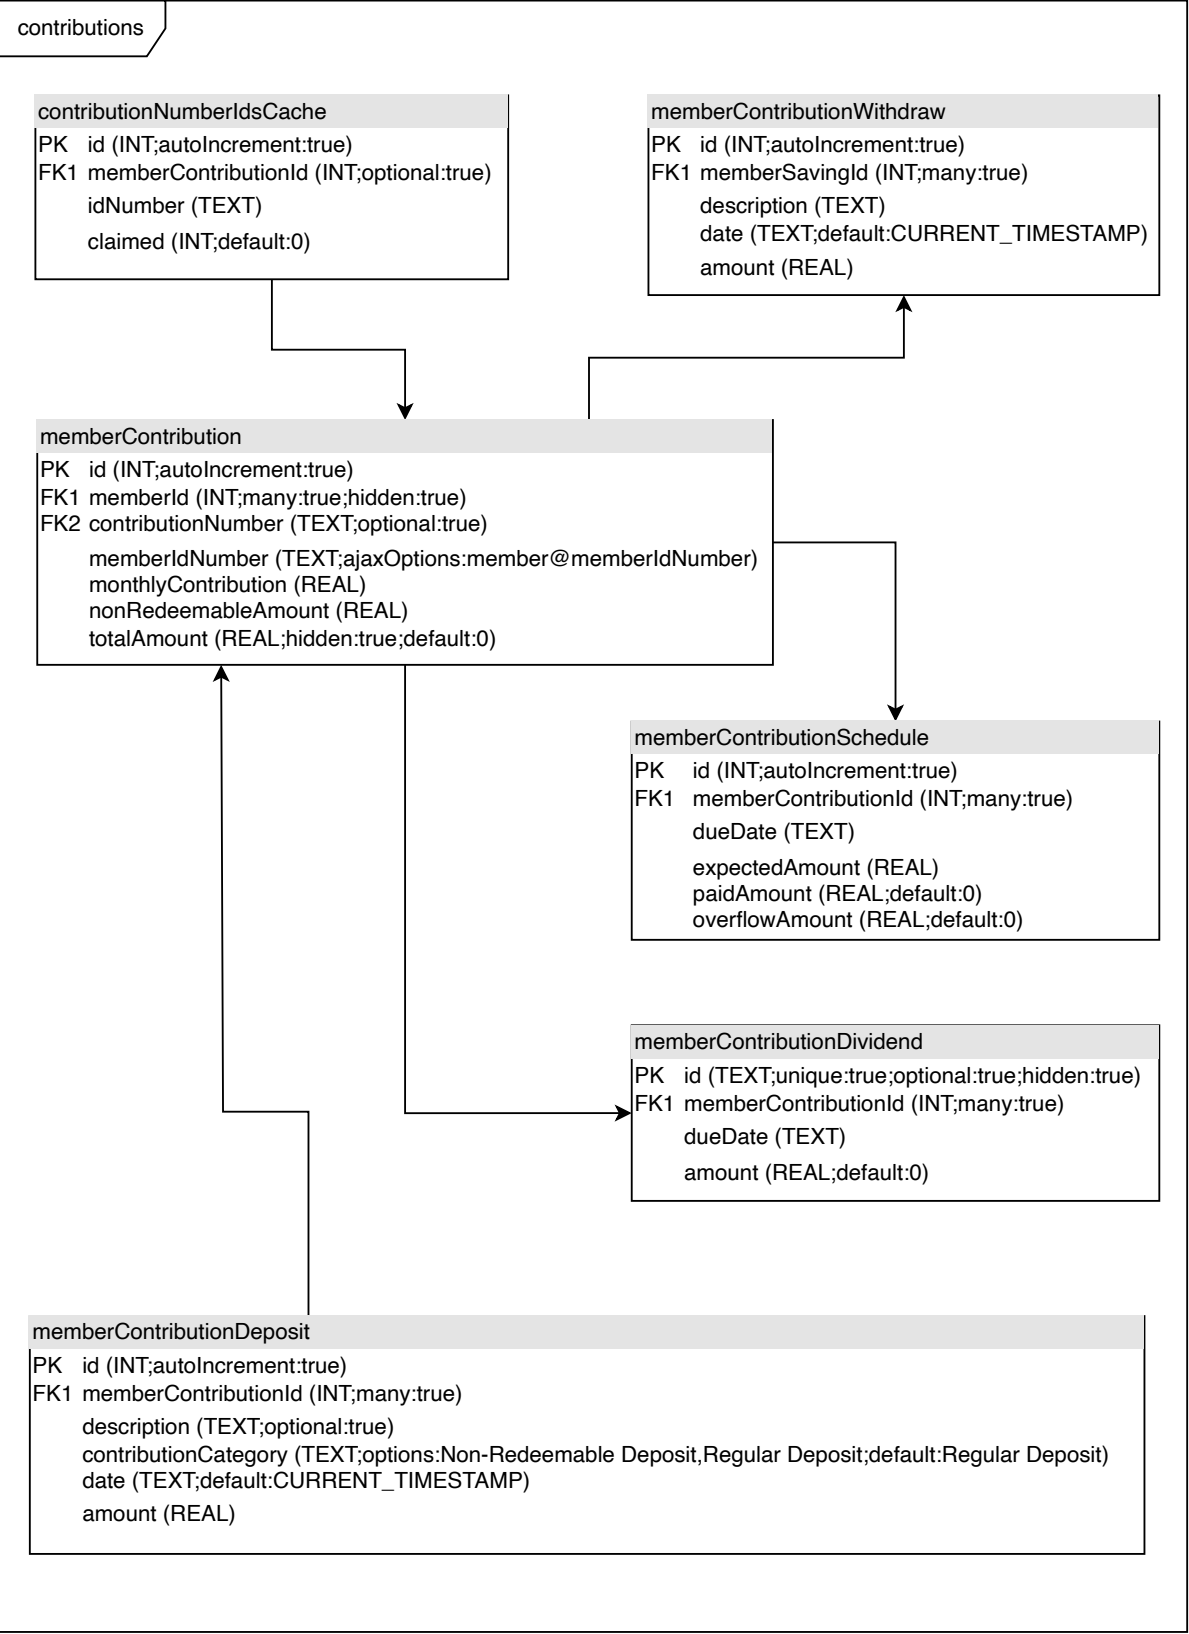 contributions
contributionNumberIdsCache
PK id (INT;autoIncrement:true)
FK1 memberContributionId (INT;optional:true)
idNumber (TEXT)
claimed (INT;default:0)
memberContributionWithdraw
PK id (INT;autoIncrement:true)
FK1 memberSavingId (INT;many:true)
description (TEXT)
date (TEXT;default:CURRENT_TIMESTAMP)
amount (REAL)
memberContribution
PK id (INT;autoIncrement:true)
FK1 memberId (INT;many:true;hidden:true)
FK2 contributionNumber (TEXT;optional:true)
memberIdNumber (TEXT;ajaxOptions:member@memberIdNumber)
monthlyContribution (REAL)
nonRedeemableAmount (REAL)
totalAmount (REAL;hidden:true;default:0)
memberContributionSchedule
PK id (INT;autoIncrement:true)
FK1 memberContributionId (INT;many:true)
dueDate (TEXT)
expectedAmount (REAL)
paidAmount (REAL;default:0)
overflowAmount (REAL;default:0)
memberContributionDividend
PK id (TEXT;unique:true;optional:true;hidden:true)
FK1 memberContributionId (INT;many:true)
dueDate (TEXT)
amount (REAL;default:0)
memberContributionDeposit
PK id (INT;autoIncrement:true)
FK1 memberContributionId (INT;many:true)
description (TEXT;optional:true)
contributionCategory (TEXT;options:Non-Redeemable Deposit,Regular Deposit;default:Regular Deposit)
date (TEXT;default:CURRENT_TIMESTAMP)
amount (REAL)